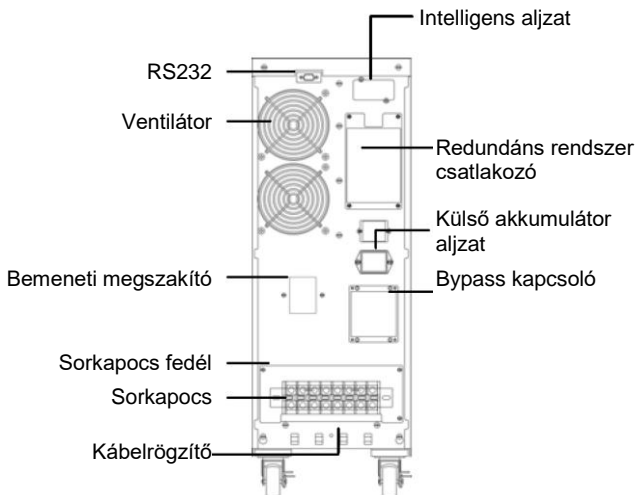 Intelligens aljzat
RS232
Ventilátor
Redundáns rendszer
csatlakozó
Külső akkumulátor
aljzat
Bemeneti megszakító
Bypass kapcsoló
Sorkapocs fedél
Sorkapocs
Kábelrögzítő